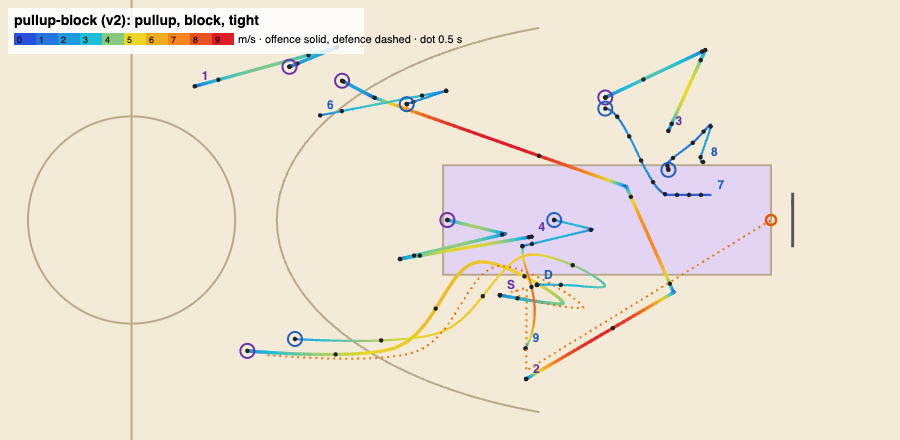 pullup-block (v2): pullup, block, tight
0 1 2 3 4 5 6 7 8 9 m/s · offence solid, defence dashed · dot 0.5 s
1
6
3
8
7
4
D
S
9
2